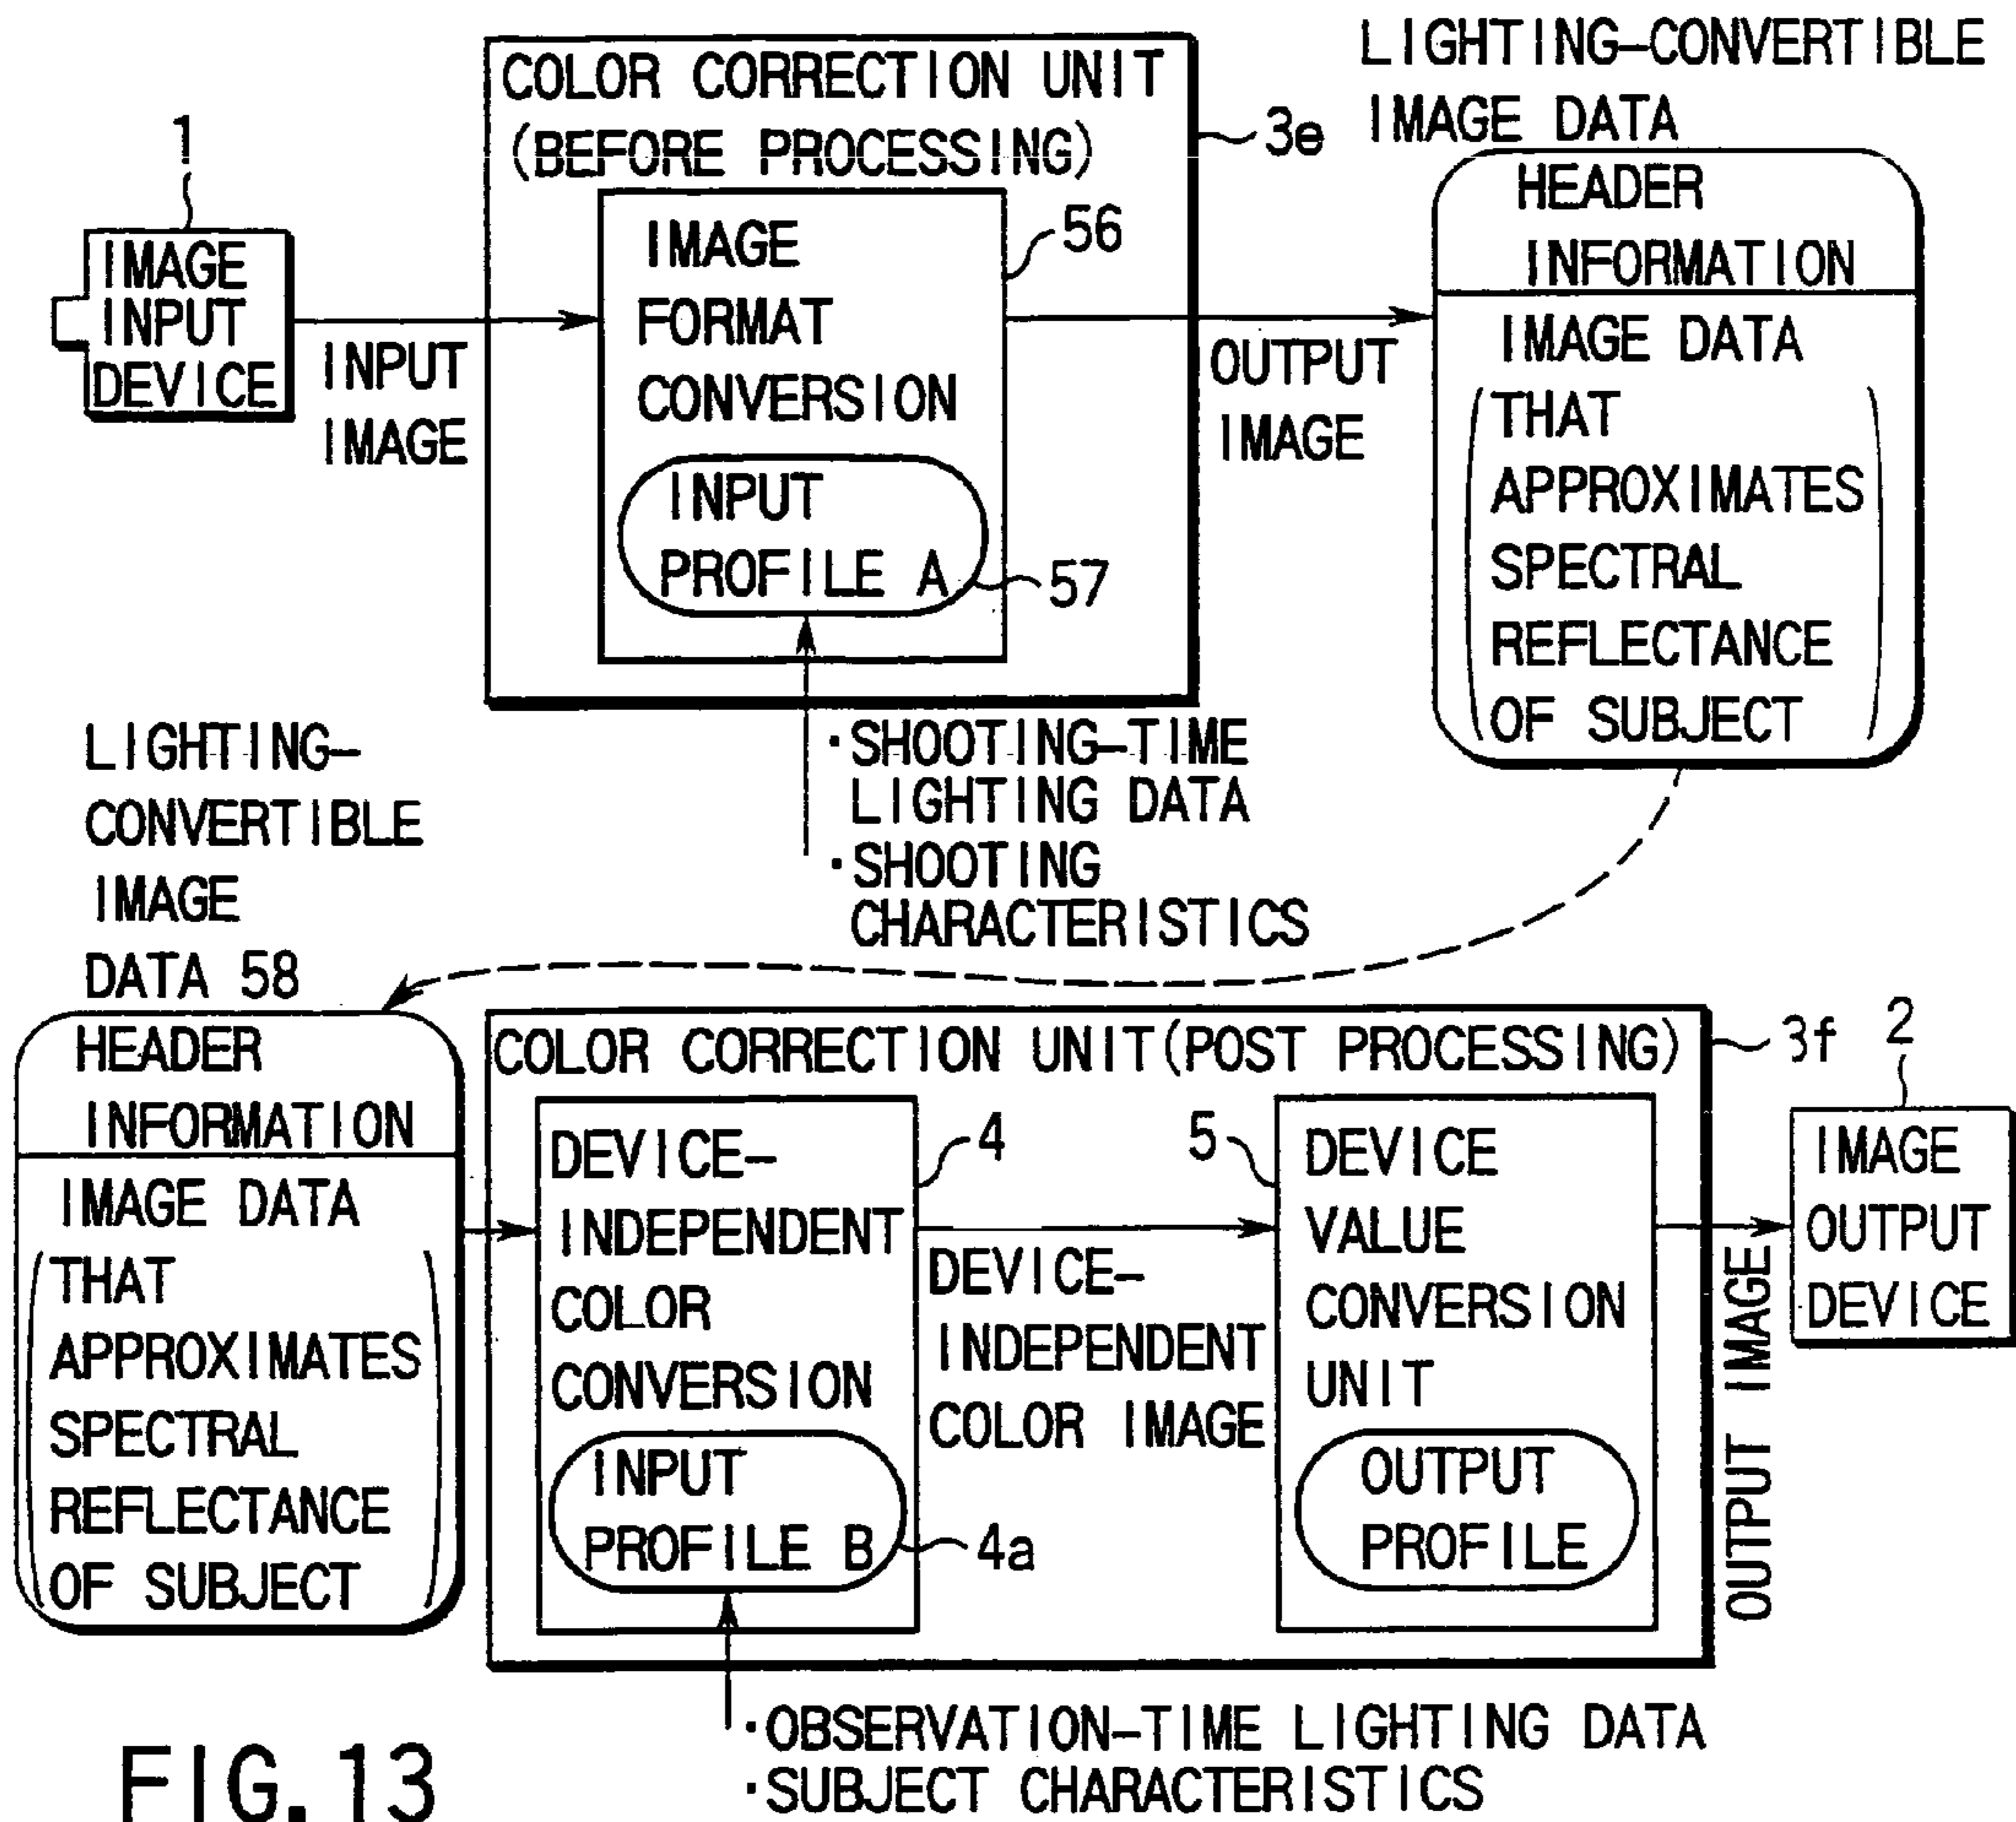 1
IMAGE
INPUT
DEVICE
INPUT
IMAGE
COLOR CORRECTION UNIT
(BEFORE PROCESSING)
3e
IMAGE
FORMAT
CONVERSION
56
INPUT
PROFILE A
57
·SHOOTING-TIME
LIGHTING DATA
·SHOOTING
CHARACTERISTICS
OUTPUT
IMAGE
LIGHTING-CONVERTIBLE
IMAGE DATA
HEADER
INFORMATION
IMAGE DATA
THAT
APPROXIMATES
SPECTRAL
REFLECTANCE
OF SUBJECT
LIGHTING-
CONVERTIBLE
IMAGE
DATA 58
HEADER
INFORMATION
IMAGE DATA
THAT
APPROXIMATES
SPECTRAL
REFLECTANCE
OF SUBJECT
COLOR CORRECTION UNIT(POST PROCESSING)
3f
DEVICE-
INDEPENDENT
COLOR
CONVERSION
4
INPUT
PROFILE B
4a
·OBSERVATION-TIME LIGHTING DATA
·SUBJECT CHARACTERISTICS
DEVICE-
INDEPENDENT
COLOR IMAGE
5
DEVICE
VALUE
CONVERSION
UNIT
OUTPUT
PROFILE
OUTPUT IMAGE
2
IMAGE
OUTPUT
DEVICE
FIG.13